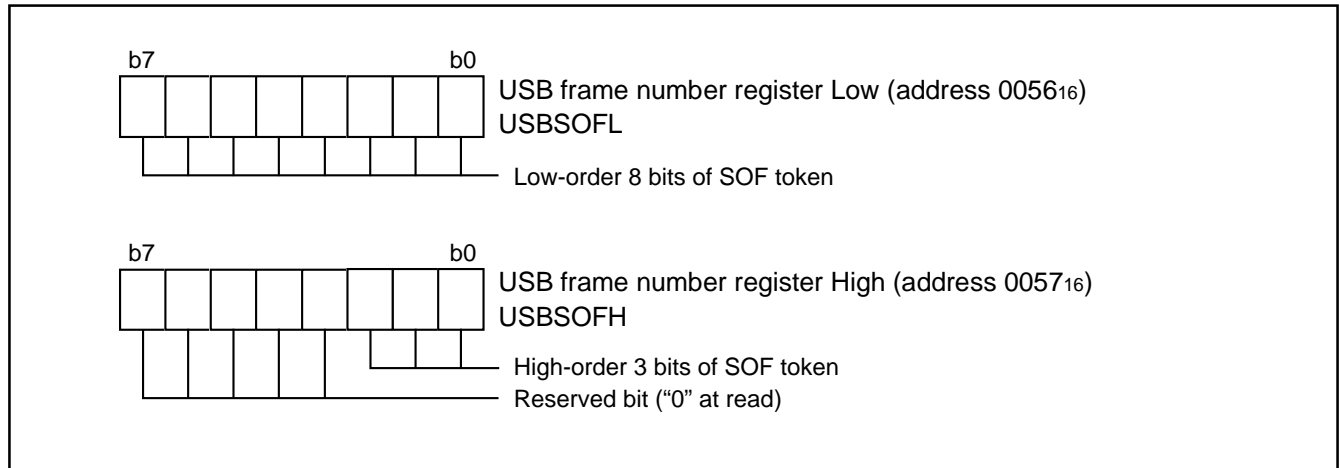 b7 b0
USB frame number register Low (address 0056₁₆)
USBSOFL
Low-order 8 bits of SOF token
b7 b0
USB frame number register High (address 0057₁₆)
USBSOFH
High-order 3 bits of SOF token
Reserved bit (“0” at read)